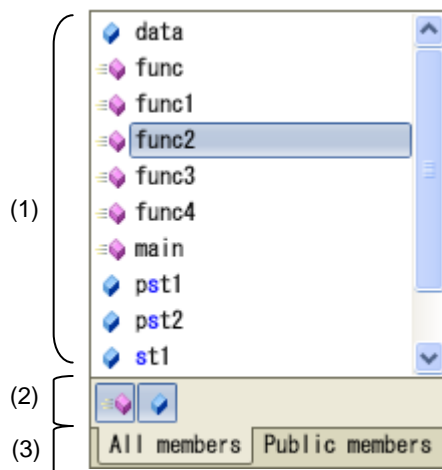 (1)
data
func
func1
func2
func3
func4
main
pst1
pst2
st1
(2)
(3)
All members Public members